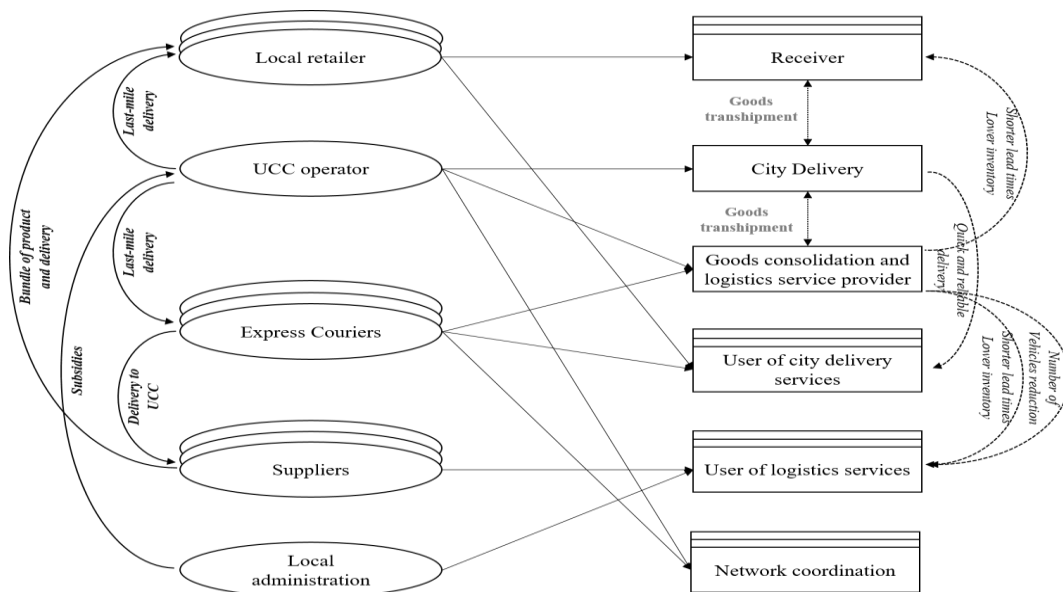 Local retailer
Receiver
Last-mile
delivery
Goods
transhipment
Shorter lead times
Lower inventory
UCC operator
City Delivery
Bundle of product
and delivery
Last-mile
delivery
Goods
transhipment
Quick and reliable
delivery
Goods consolidation and
logistics service provider
Express Couriers
User of city delivery
services
Subsidies
Delivery to
UCC
Shorter lead times
Lower inventory
Number of
Vehicles reduction
Suppliers
User of logistics services
Local
administration
Network coordination